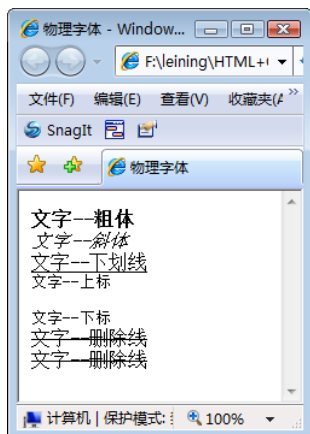 物理字体 - Window...
F:\leining\HTML+
文件(F) 编辑(E) 查看(V) 收藏夹(A
SnagIt
物理字体
文字--粗体
文字--斜体
文字--下划线
文字--上标
文字--下标
文字--删除线
文字--删除线
计算机 | 保护模式:
100%